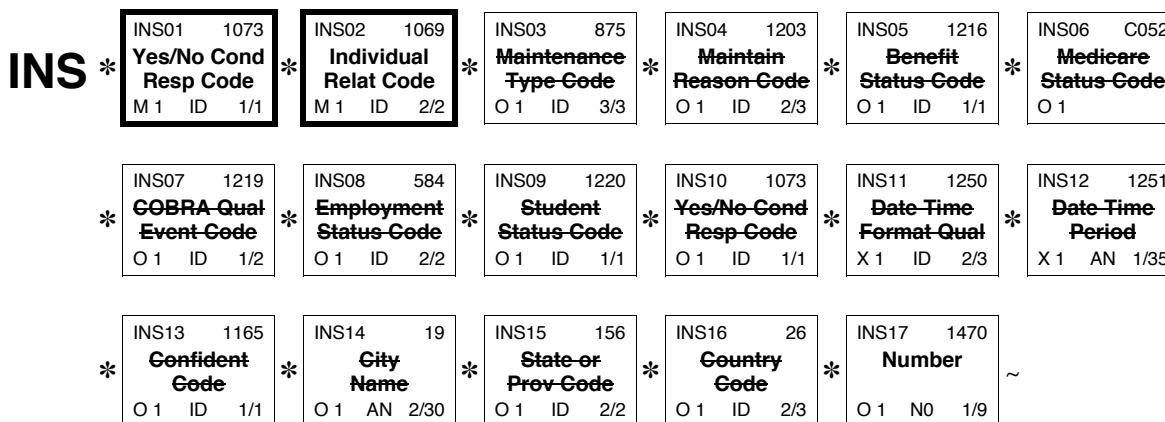 INS01 1073 INS02 1069 INS03 875 INS04 1203 INS05 1216 INS06 C052
INS * Yes/No Cond Resp Code * Individual Relat Code * Maintenance Type Code * Maintain Reason Code * Benefit Status Code * Medicare Status Code
M 1 ID 1/1 M 1 ID 2/2 O 1 ID 3/3 O 1 ID 2/3 O 1 ID 1/1 O 1
INS07 1219 INS08 584 INS09 1220 INS10 1073 INS11 1250 INS12 1251
* COBRA Qual Event Code * Employment Status Code * Student Status Code * Yes/No Cond Resp Code * Date Time Format Qual * Date Time Period
O 1 ID 1/2 O 1 ID 2/2 O 1 ID 1/1 O 1 ID 1/1 X 1 ID 2/3 X 1 AN 1/35
INS13 1165 INS14 19 INS15 156 INS16 26 INS17 1470
* Confident Code * City Name * State or Prov Code * Country Code * Number ~
O 1 ID 1/1 O 1 AN 2/30 O 1 ID 2/2 O 1 ID 2/3 O 1 N0 1/9